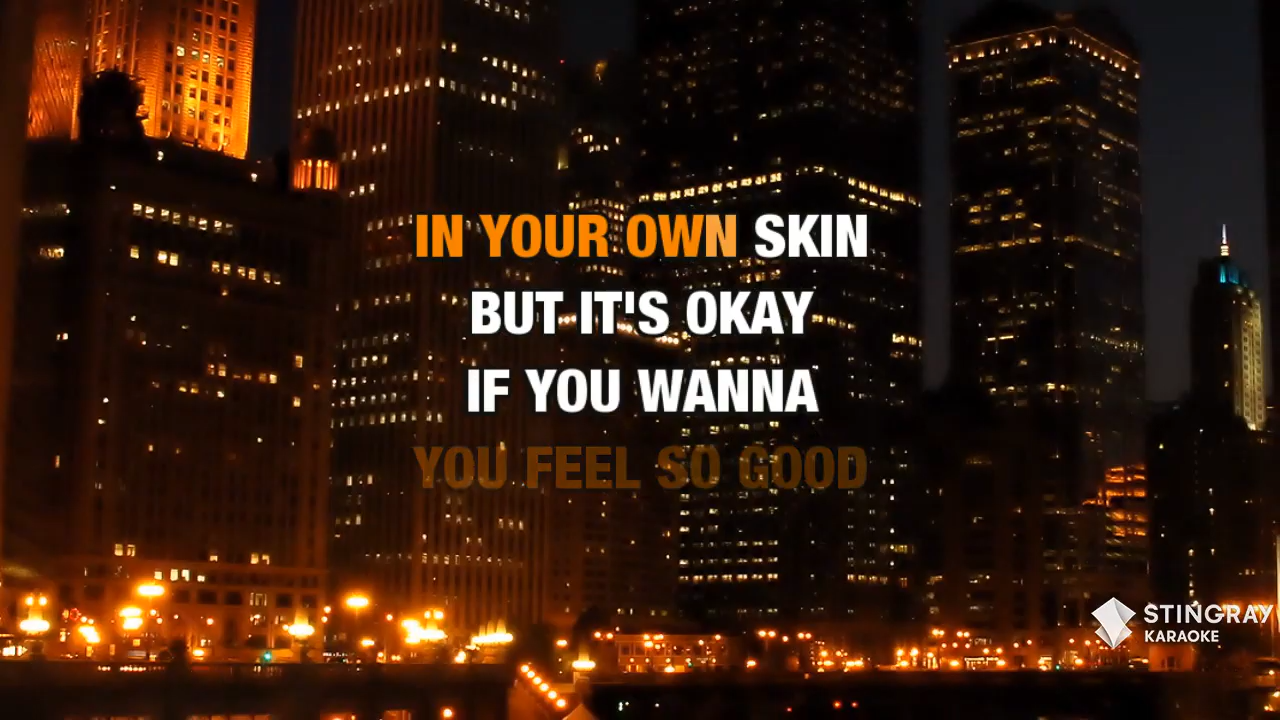 IN YOUR OWN SKIN
BUT IT'S OKAY
IF YOU WANNA
YOU FEEL SO GOOD
STINGRAY
KARAOKE